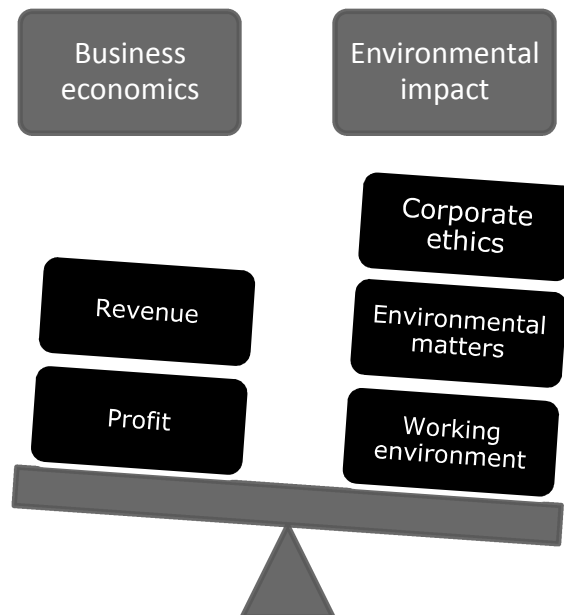 Business
economics
Environmental
impact
Corporate
ethics
Revenue
Environmental
matters
Profit
Working
environment